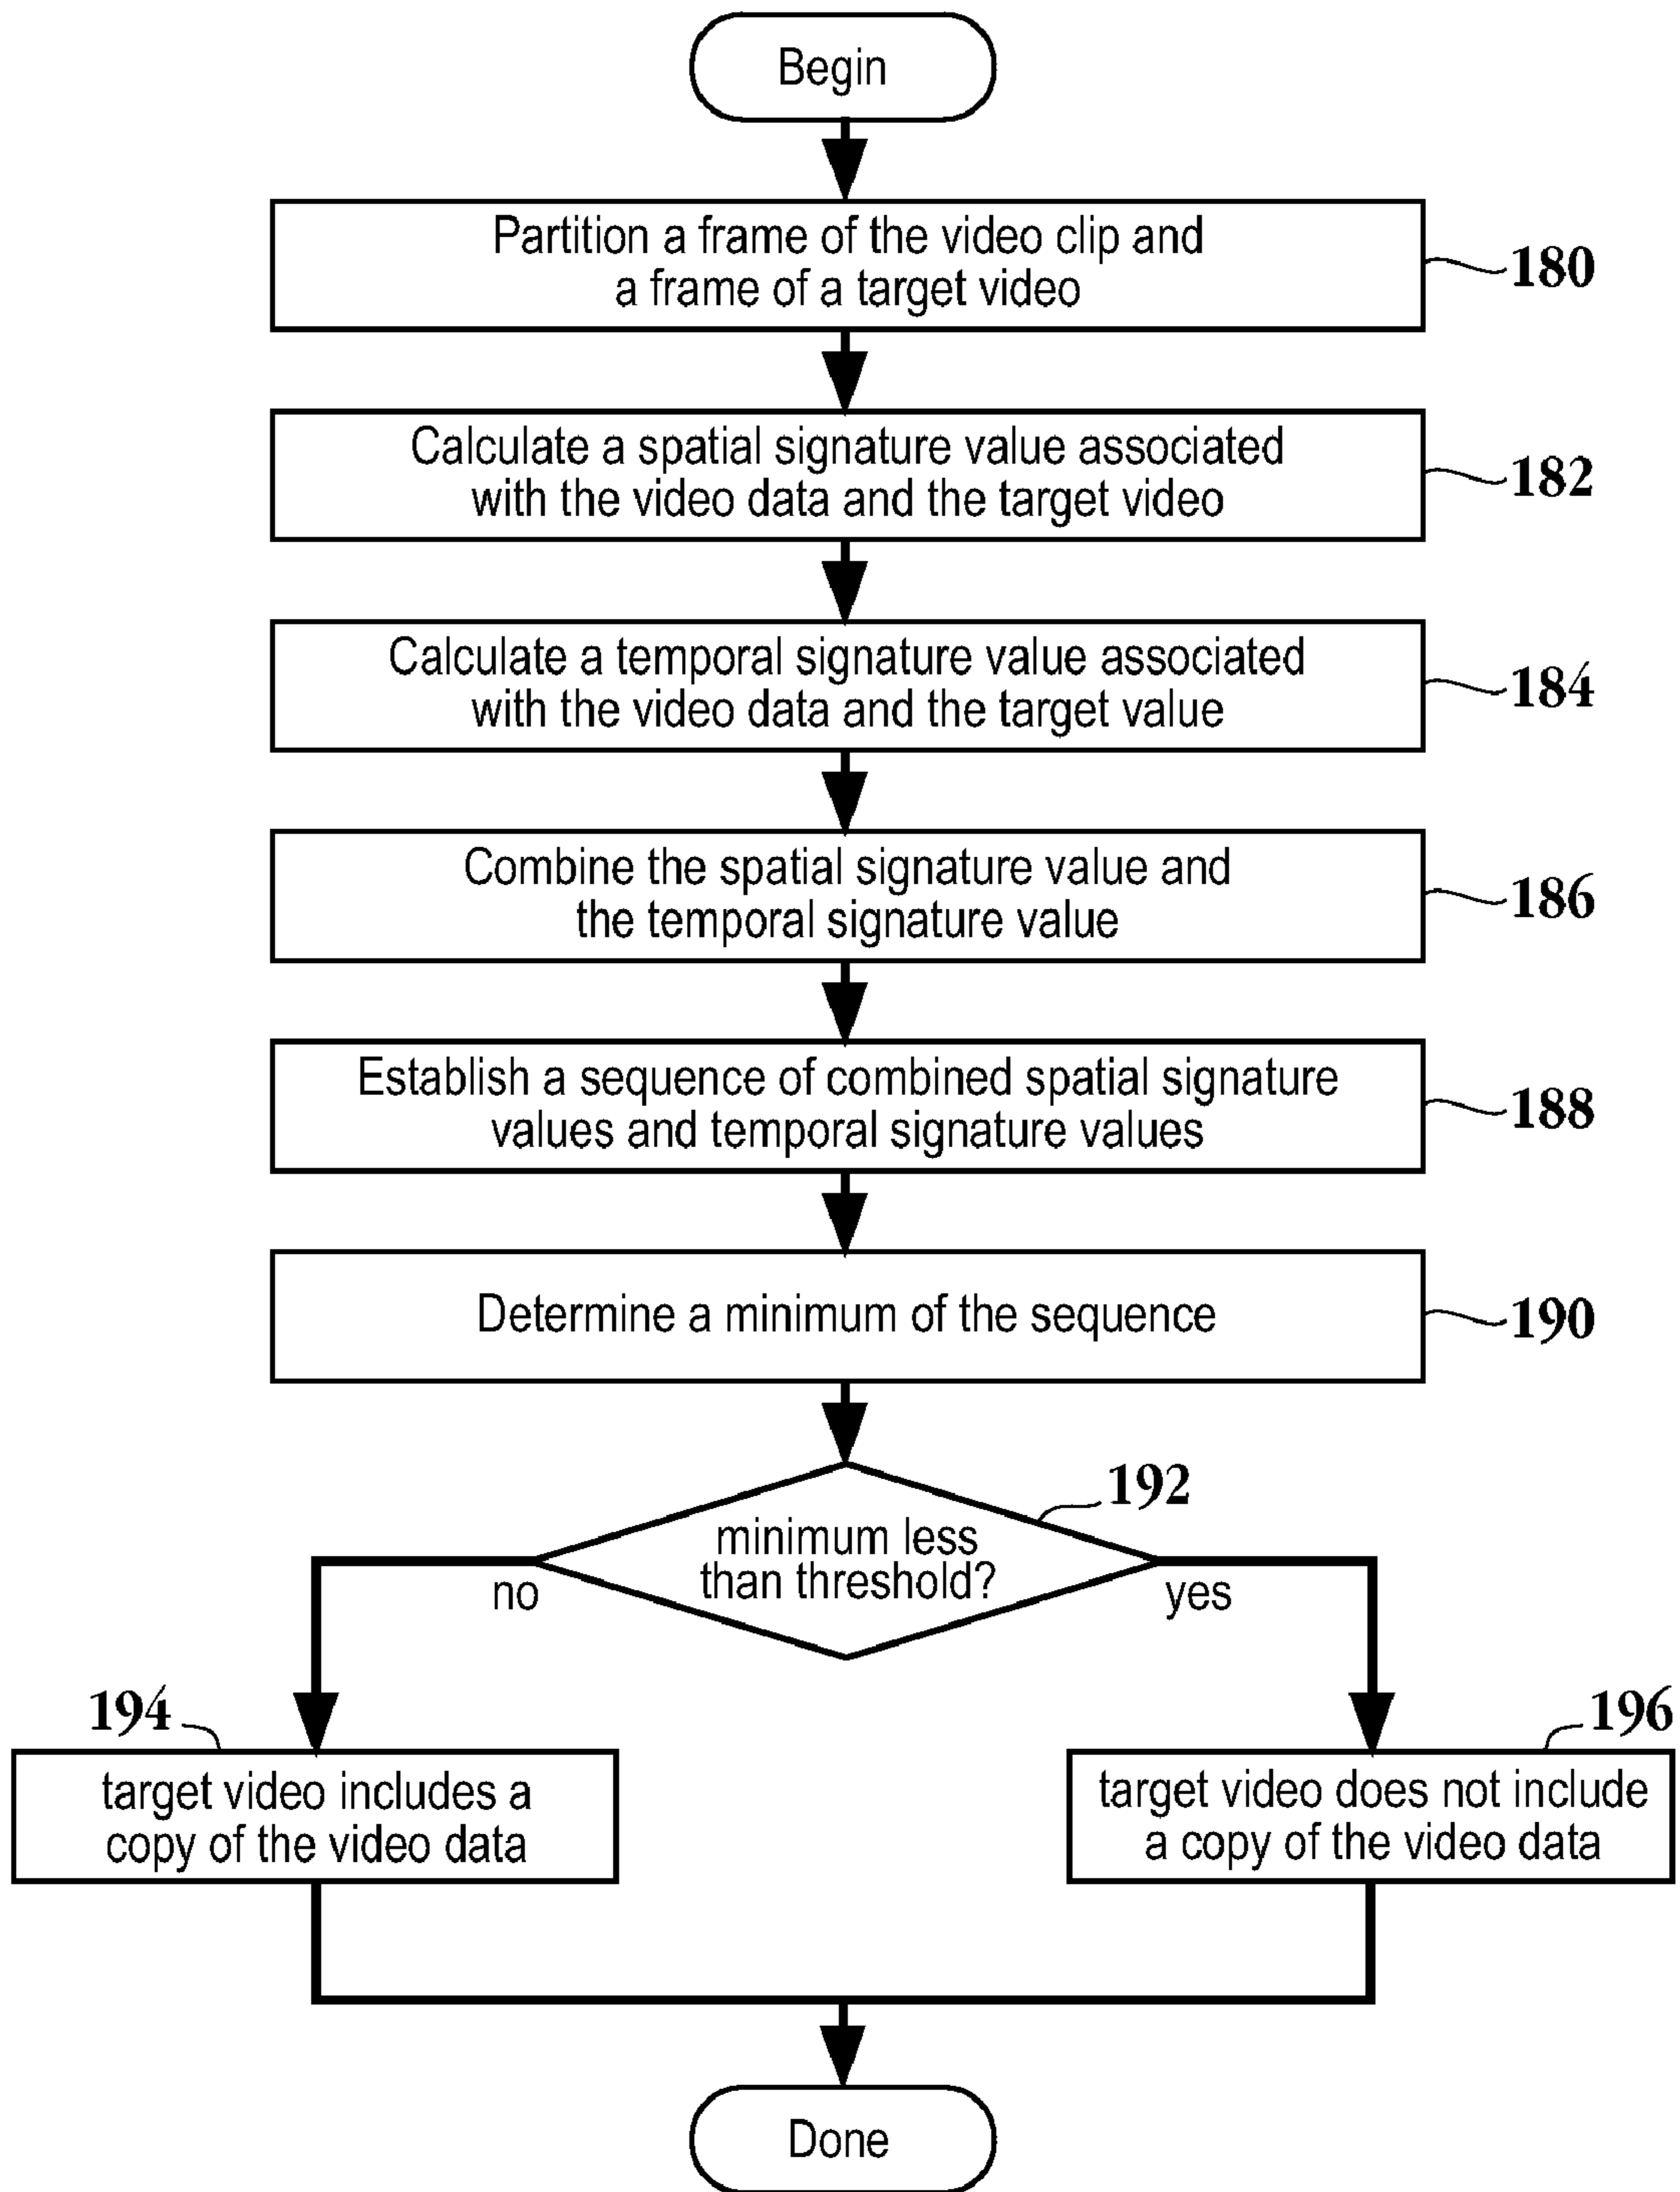 Begin
Partition a frame of the video clip and
a frame of a target video
180
Calculate a spatial signature value associated
with the video data and the target video
182
Calculate a temporal signature value associated
with the video data and the target value
184
Combine the spatial signature value and
the temporal signature value
186
Establish a sequence of combined spatial signature
values and temporal signature values
188
Determine a minimum of the sequence
190
192
minimum less
than threshold?
no
yes
194
196
target video includes a
copy of the video data
target video does not include
a copy of the video data
Done